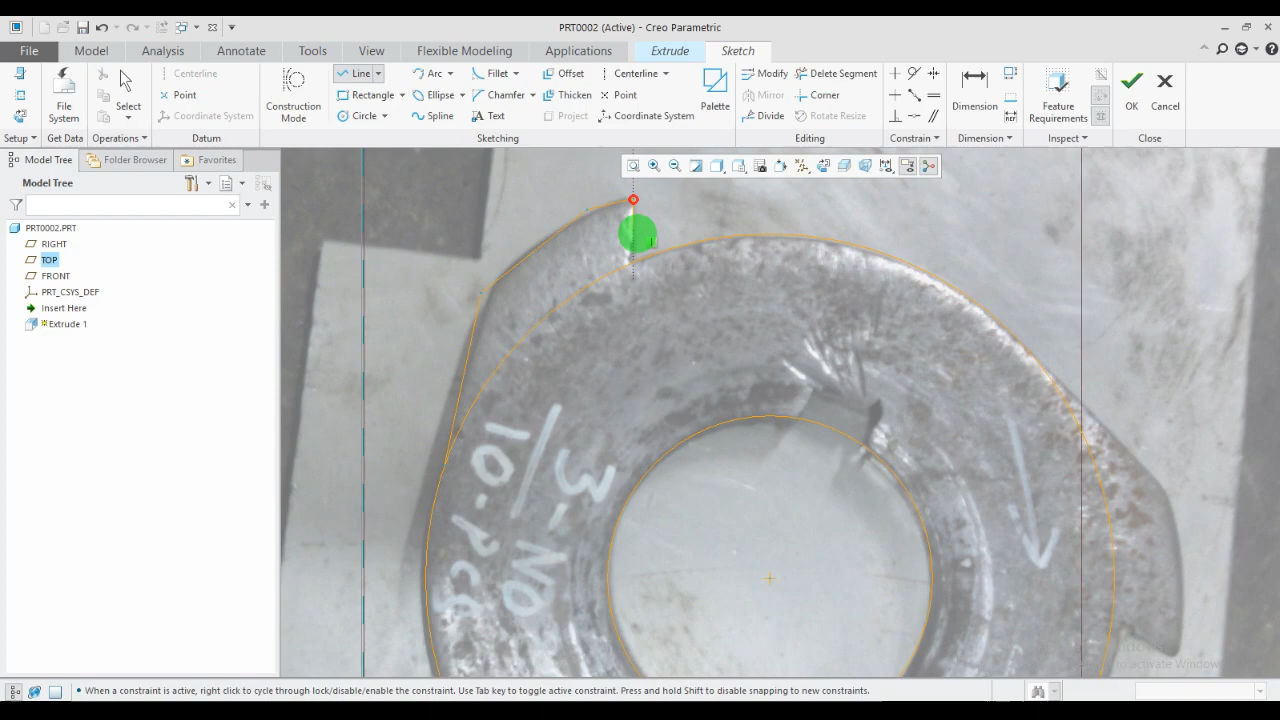 PRT0002 (Active) - Creo Parametric
File Model Analysis Annotate Tools View Flexible Modeling Applications Extrude Sketch
Centerline Line Arc Fillet Offset Centerline Modify Delete Segment
Point Rectangle Ellipse Chamfer Thicken Point Mirror Corner
Coordinate System Circle Spline Text Project Coordinate System Divide Rotate Resize
File System
Select
Construction Mode
Palette
Dimension
Feature Requirements
OK
Cancel
Setup Get Data Operations Datum Sketching Editing Constrain Dimension Inspect Close
Model Tree Folder Browser Favorites
Model Tree
PRT0002.PRT
RIGHT
TOP
FRONT
PRT_CSYS_DEF
Insert Here
Extrude 1
3-NO
10-pcs
When a constraint is active, right click to cycle through lock/disable/enable the constraint. Use Tab key to toggle active constraint. Press and hold Shift to disable snapping to new constraints.